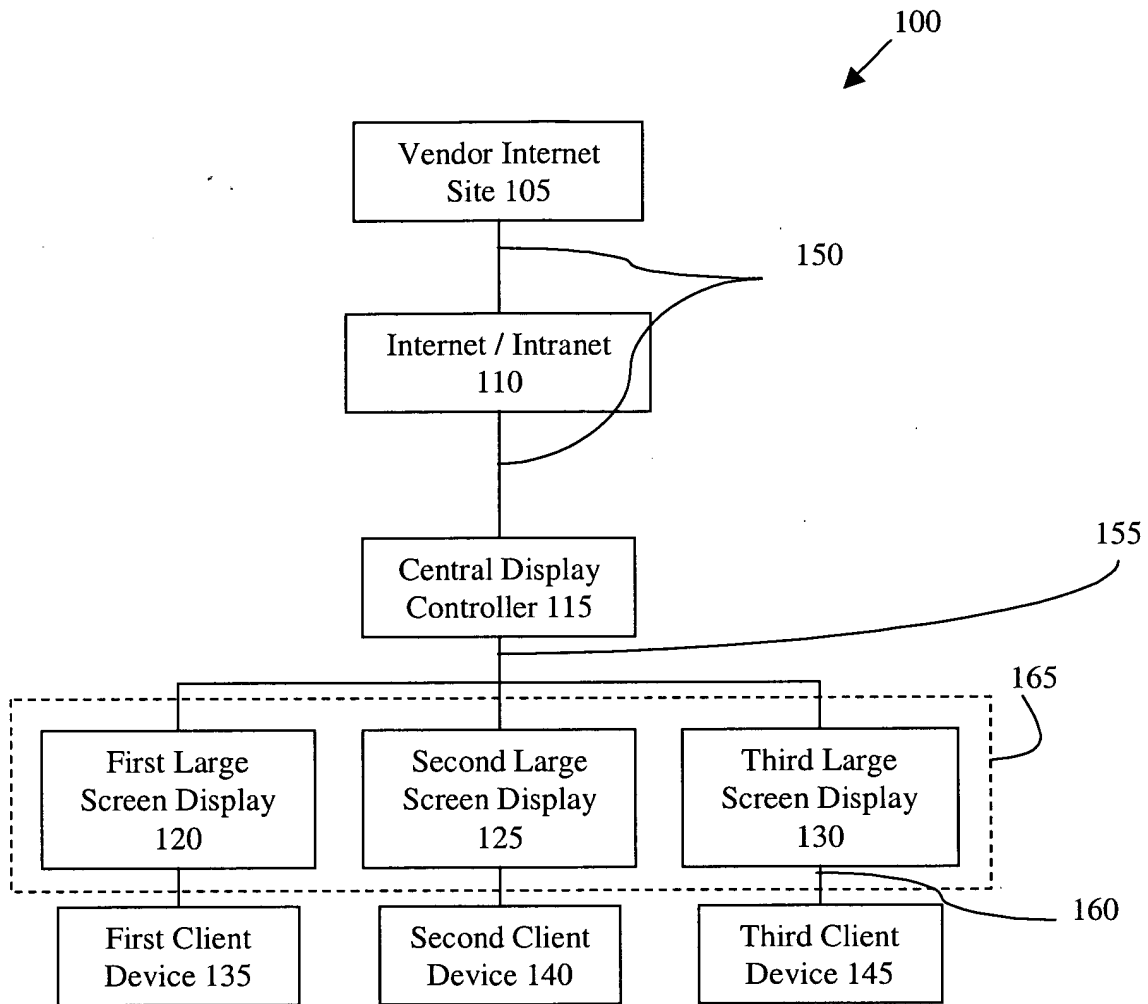 100
Vendor Internet
Site 105
150
Internet / Intranet
110
155
Central Display
Controller 115
165
First Large
Screen Display
120
Second Large
Screen Display
125
Third Large
Screen Display
130
160
First Client
Device 135
Second Client
Device 140
Third Client
Device 145